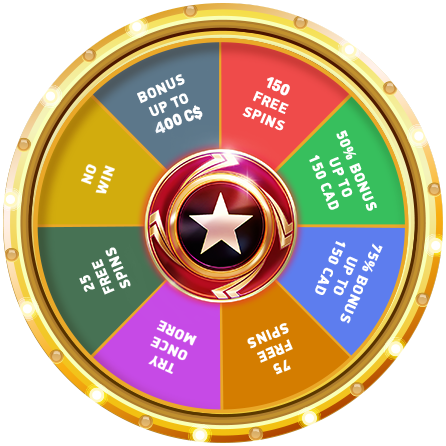 BONUS
UP TO
400 C$
150
FREE
SPINS
50% BONUS
UP TO
150 CAD
75% BONUS
UP TO
150 CAD
75
FREE
SPINS
TRY
ONCE
MORE
25
FREE
SPINS
NO
WIN